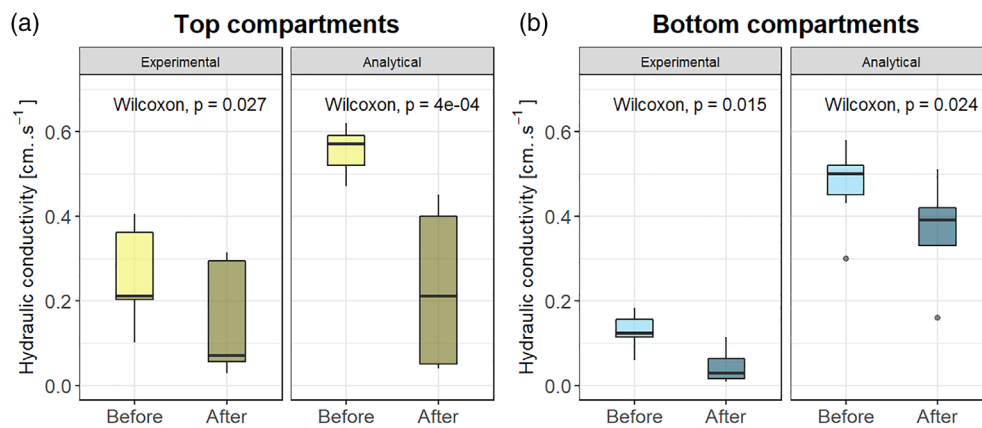 (a) Top compartments
Experimental Analytical
Wilcoxon, p = 0.027 Wilcoxon, p = 4e-04
Hydraulic conductivity [cm..s⁻¹]
0.6
0.4
0.2
0.0
Before After Before After
(b) Bottom compartments
Experimental Analytical
Wilcoxon, p = 0.015 Wilcoxon, p = 0.024
Hydraulic conductivity [cm..s⁻¹]
0.6
0.4
0.2
0.0
Before After Before After